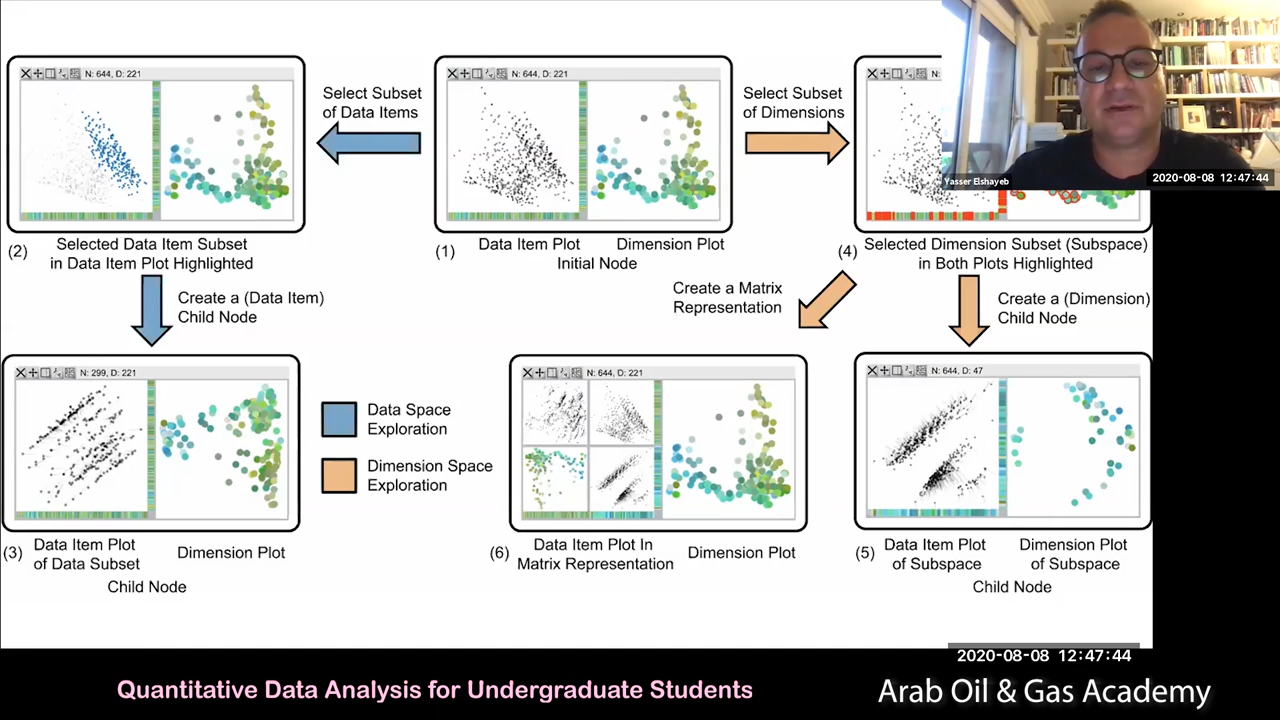 N: 644, D: 221
Select Subset
of Data Items
N: 644, D: 221
Select Subset
of Dimensions
N:
Yasser Elshayeb
2020-08-08 12:47:44
(2)
Selected Data Item Subset
in Data Item Plot Highlighted
(1)
Data Item Plot
Dimension Plot
Initial Node
(4)
Selected Dimension Subset (Subspace)
in Both Plots Highlighted
Create a (Data Item)
Child Node
Create a Matrix
Representation
Create a (Dimension)
Child Node
N: 299, D: 221
Data Space
Exploration
Dimension Space
Exploration
N: 644, D: 221
N: 644, D: 47
(3)
Data Item Plot
of Data Subset
Dimension Plot
Child Node
(6)
Data Item Plot In
Matrix Representation
Dimension Plot
(5)
Data Item Plot
of Subspace
Dimension Plot
of Subspace
Child Node
2020-08-08 12:47:44
Quantitative Data Analysis for Undergraduate Students
Arab Oil & Gas Academy